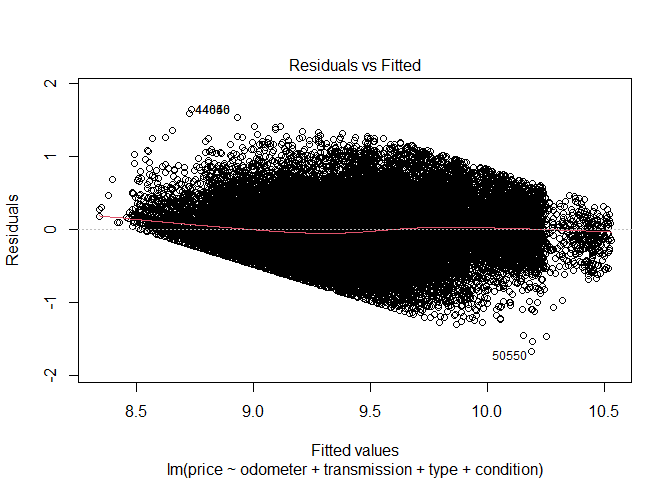 Residuals vs Fitted
2
1
0
-1
-2
Residuals
50550
8.5 9.0 9.5 10.0 10.5
Fitted values
lm(price ~ odometer + transmission + type + condition)